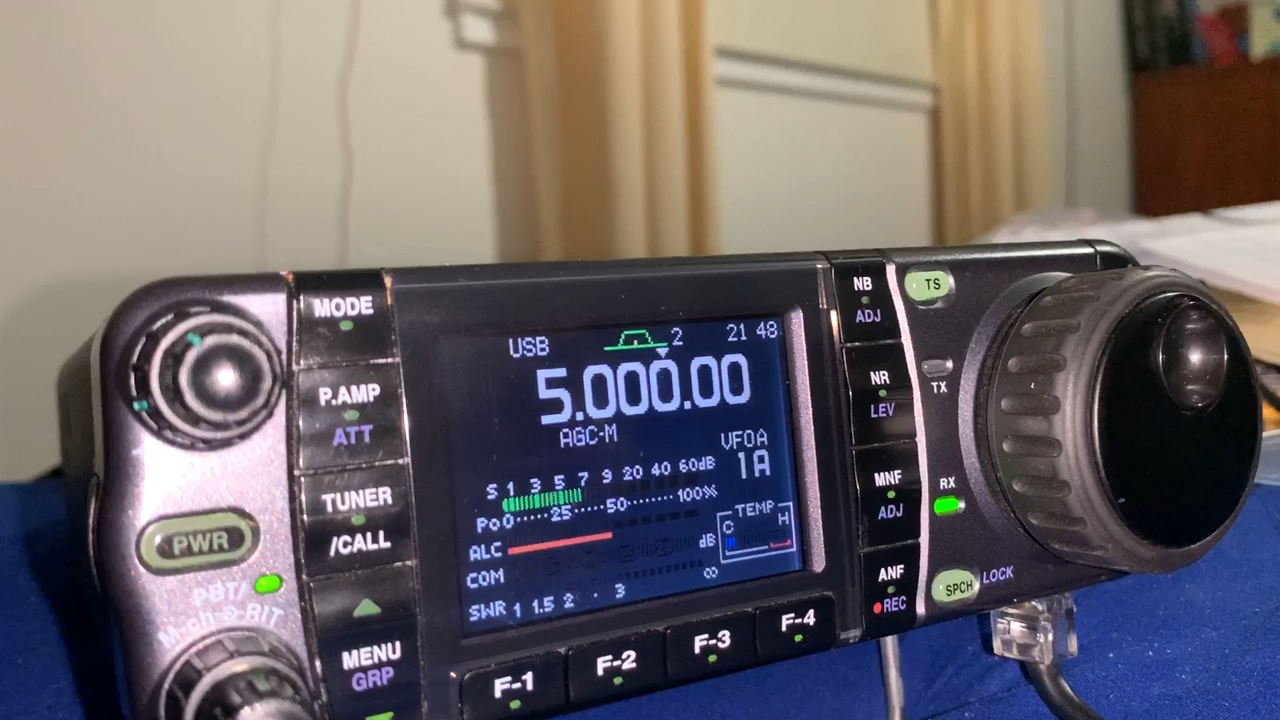 MODE
P.AMP
ATT
TUNER
/CALL
MENU
GRP
PWR
PBT/
M-ch RIT
USB 2 21 48
5.000.00
AGC-M VFOA
1A
S 1 3 5 7 9 20 40 60dB
Po 0 25 50 100%
ALC
COM dB
SWR 1 1.5 2 3 ∞
TEMP
C H
F-1 F-2 F-3 F-4
NB
ADJ
NR
LEV
MNF
ADJ
ANF
REC
TS
TX
RX
SPCH LOCK